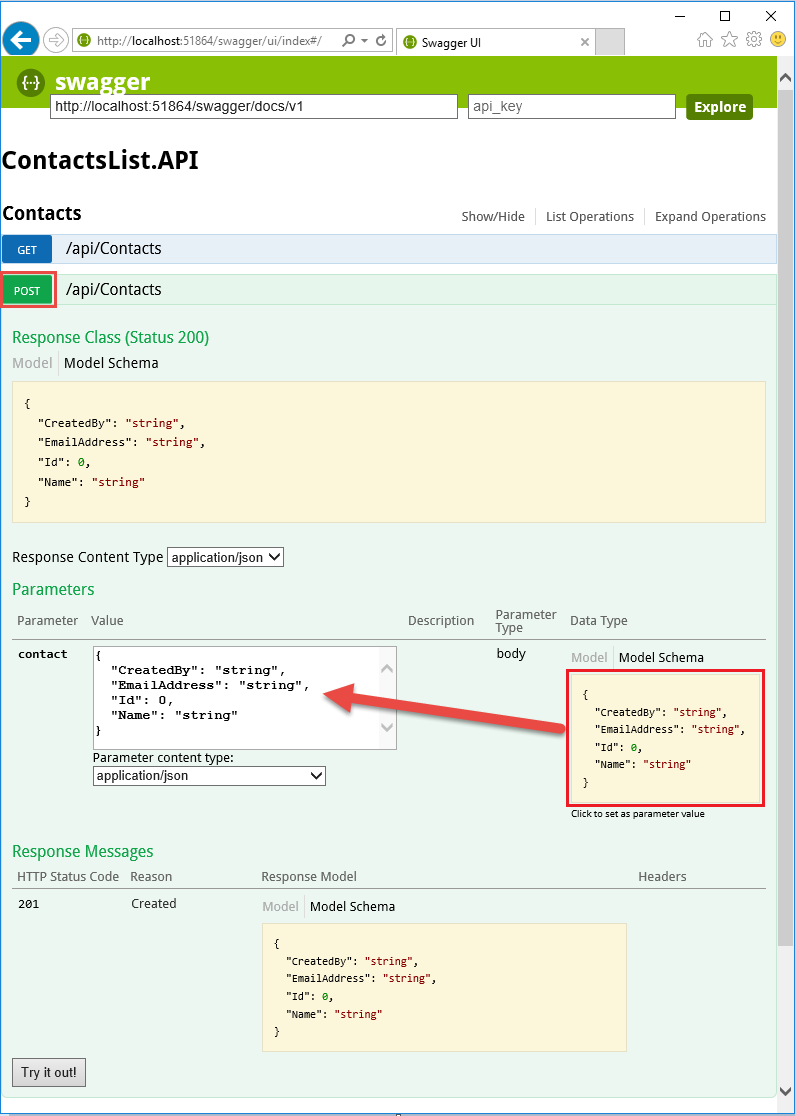 http://localhost:51864/swagger/ui/index#/
Swagger UI
{··}
swagger
http://localhost:51864/swagger/docs/v1
api_key
Explore
ContactsList.API
Contacts
Show/Hide
List Operations
Expand Operations
GET
/api/Contacts
POST
/api/Contacts
Response Class (Status 200)
Model
Model Schema
{
"CreatedBy": "string",
"EmailAddress": "string",
"Id": 0,
"Name": "string"
}
Response Content Type application/json
Parameters
Parameter
Value
Description
Parameter Type
Data Type
contact
{
"CreatedBy": "string",
"EmailAddress": "string",
"Id": 0,
"Name": "string"
}
Parameter content type:
application/json
body
Model
Model Schema
{
"CreatedBy": "string",
"EmailAddress": "string",
"Id": 0,
"Name": "string"
}
Click to set as parameter value
Response Messages
HTTP Status Code
Reason
Response Model
Headers
201
Created
Model
Model Schema
{
"CreatedBy": "string",
"EmailAddress": "string",
"Id": 0,
"Name": "string"
}
Try it out!